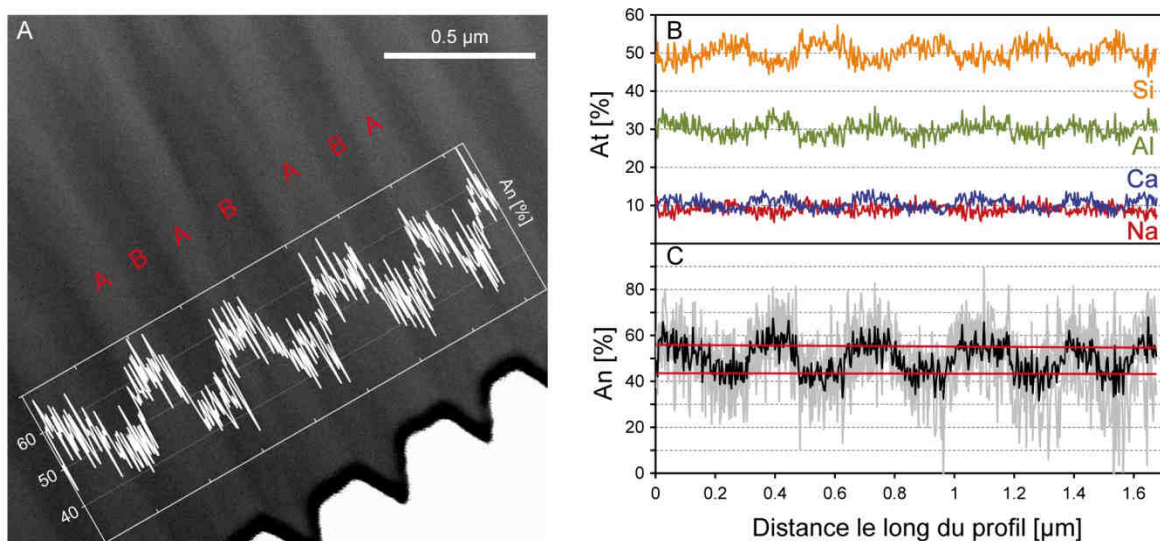 A
0.5 µm
A B A B A B A
An [%]
60
50
40
B
60
50
40
30
20
10
At [%]
Si
Al
Ca
Na
C
80
60
40
20
0
An [%]
0 0.2 0.4 0.6 0.8 1 1.2 1.4 1.6
Distance le long du profil [µm]